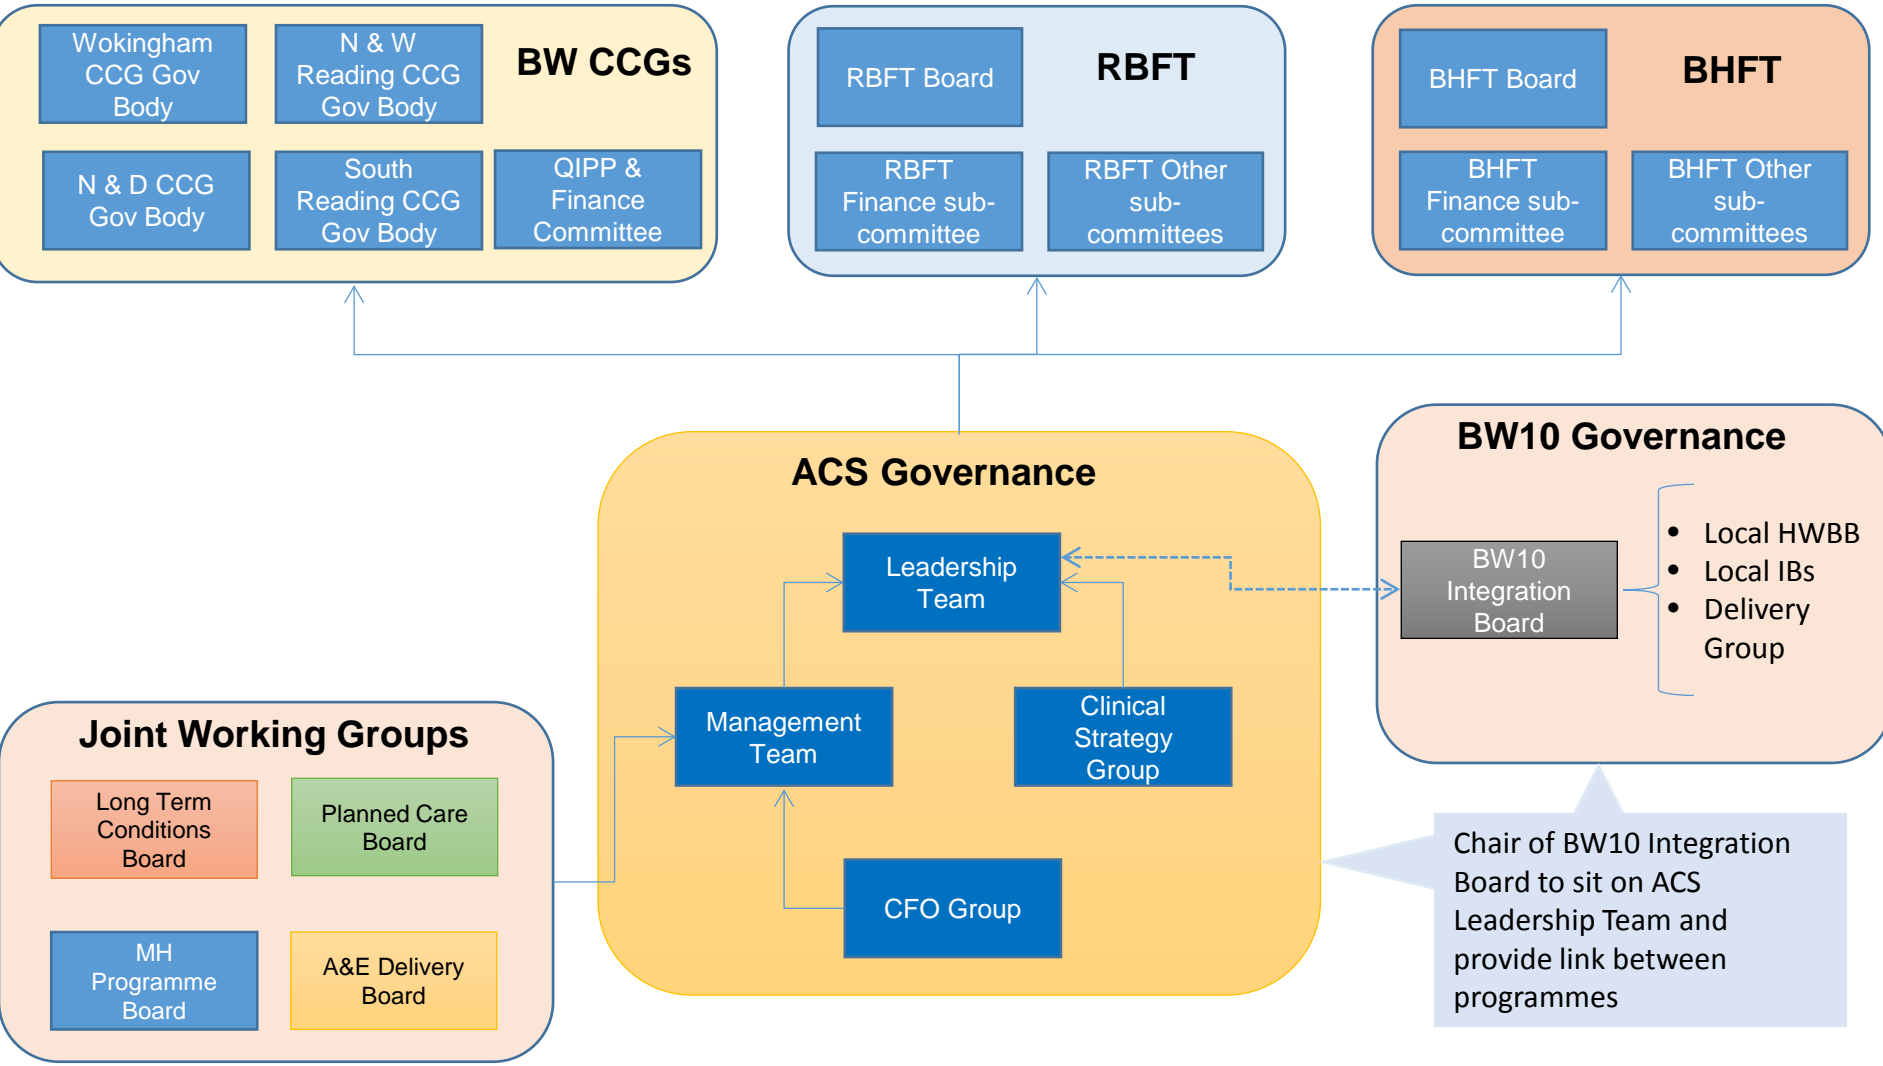 BW CCGs
Wokingham
CCG Gov
Body
N & W
Reading CCG
Gov Body
N & D CCG
Gov Body
South
Reading CCG
Gov Body
QIPP &
Finance
Committee
RBFT
RBFT Board
RBFT
Finance sub-
committee
RBFT Other
sub-
committees
BHFT
BHFT Board
BHFT
Finance sub-
committee
BHFT Other
sub-
committees
ACS Governance
Leadership
Team
Management
Team
Clinical
Strategy
Group
CFO Group
BW10 Governance
BW10
Integration
Board
• Local HWBB
• Local IBs
• Delivery
Group
Joint Working Groups
Long Term
Conditions
Board
Planned Care
Board
MH
Programme
Board
A&E Delivery
Board
Chair of BW10 Integration
Board to sit on ACS
Leadership Team and
provide link between
programmes